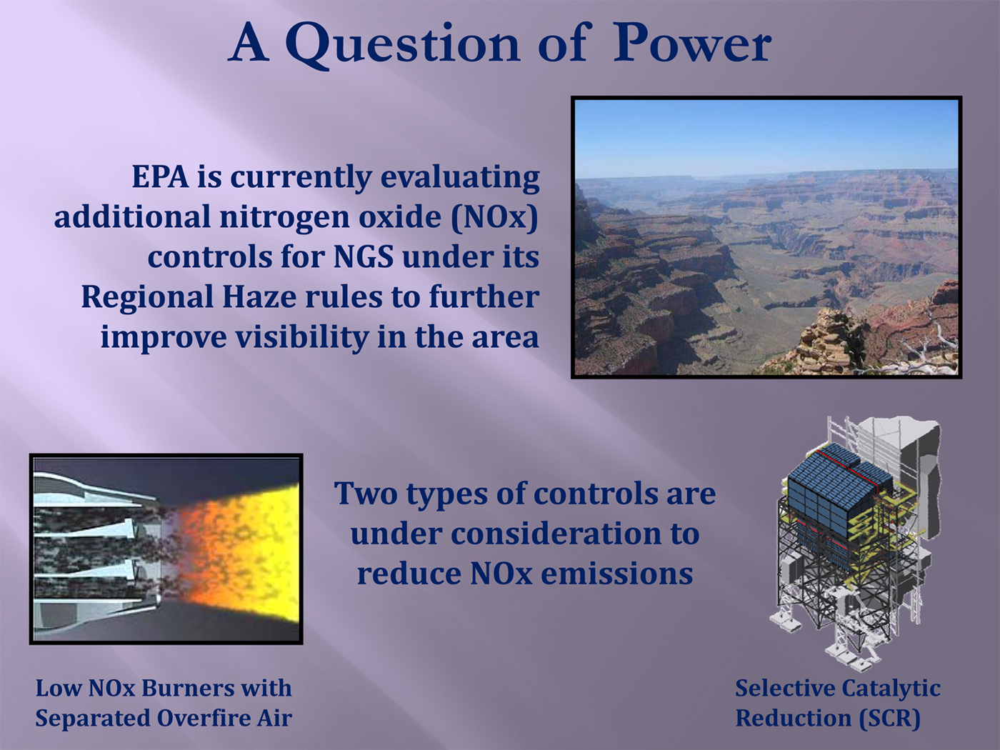 A Question of Power
EPA is currently evaluating
additional nitrogen oxide (NOx)
controls for NGS under its
Regional Haze rules to further
improve visibility in the area
Two types of controls are
under consideration to
reduce NOx emissions
Low NOx Burners with
Separated Overfire Air
Selective Catalytic
Reduction (SCR)